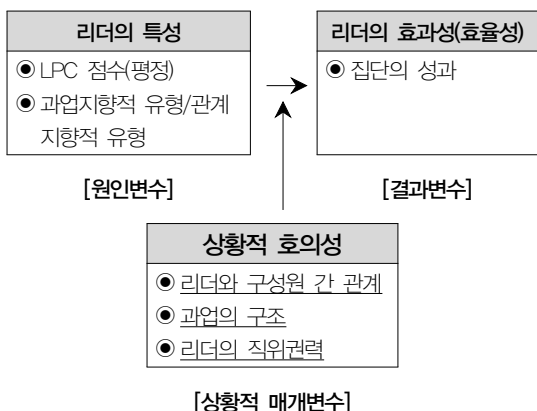 리더의 특성
◉ LPC 점수(평정)
◉ 과업지향적 유형/관계
지향적 유형
[원인변수]
리더의 효과성(효율성)
◉ 집단의 성과
[결과변수]
상황적 호의성
◉ 리더와 구성원 간 관계
◉ 과업의 구조
◉ 리더의 직위권력
[상황적 매개변수]